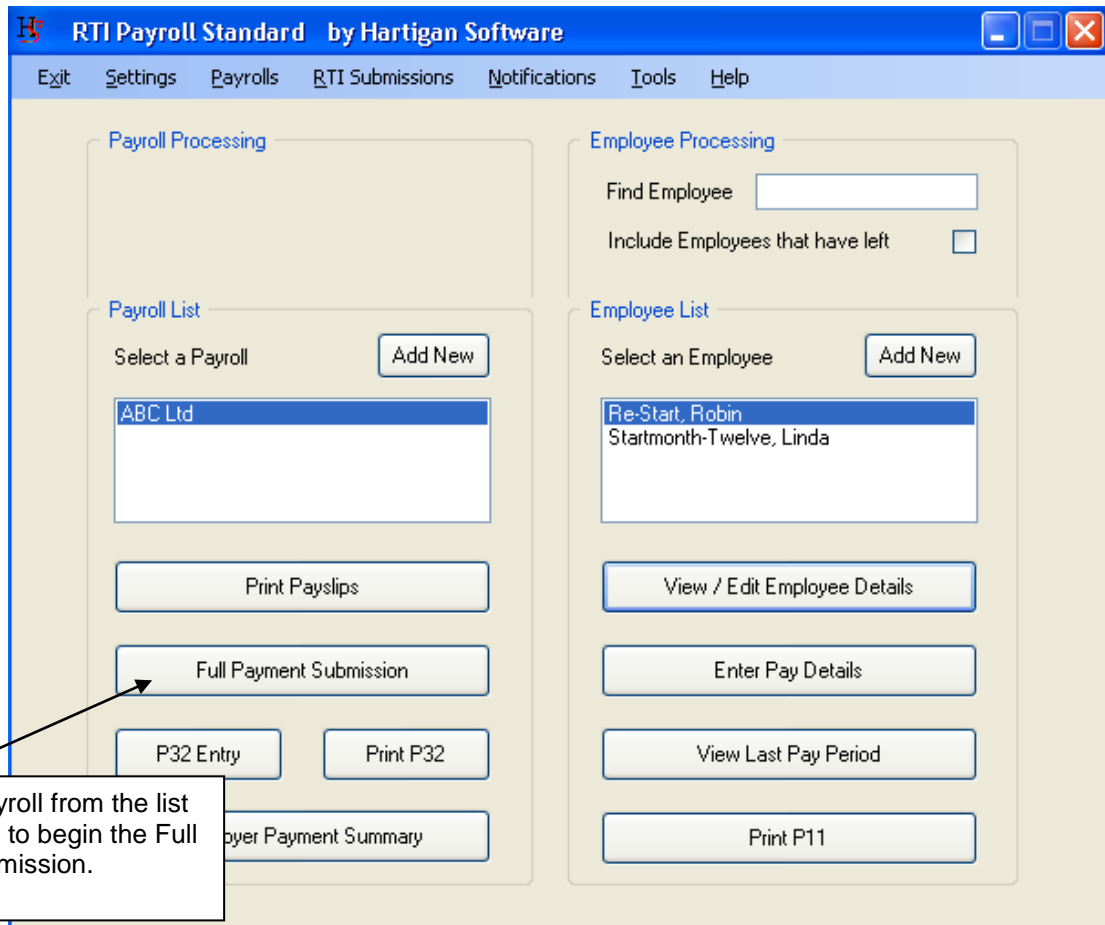 RTI Payroll Standard by Hartigan Software
Exit Settings Payrolls RTI Submissions Notifications Tools Help
Payroll Processing
Employee Processing
Find Employee
Include Employees that have left
Payroll List
Select a Payroll
Add New
ABC Ltd
Print Payslips
Full Payment Submission
P32 Entry
Print P32
yroll from the list
to begin the Full
mission.
oyer Payment Summary
Employee List
Select an Employee
Add New
Re-Start, Robin
Startmonth-Twelve, Linda
View / Edit Employee Details
Enter Pay Details
View Last Pay Period
Print P11